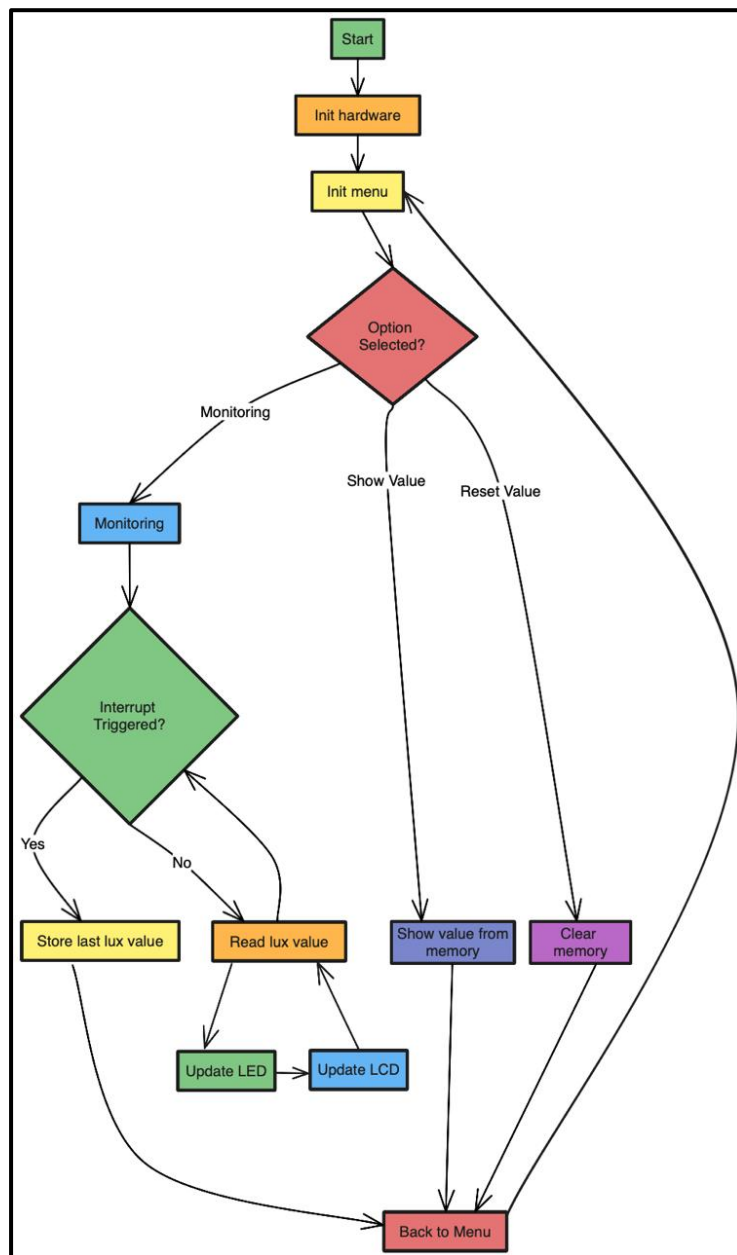 Start
Init hardware
Init menu
Option
Selected?
Monitoring
Show Value
Reset Value
Monitoring
Interrupt
Triggered?
Yes
No
Store last lux value
Read lux value
Show value from
memory
Clear
memory
Update LED
Update LCD
Back to Menu